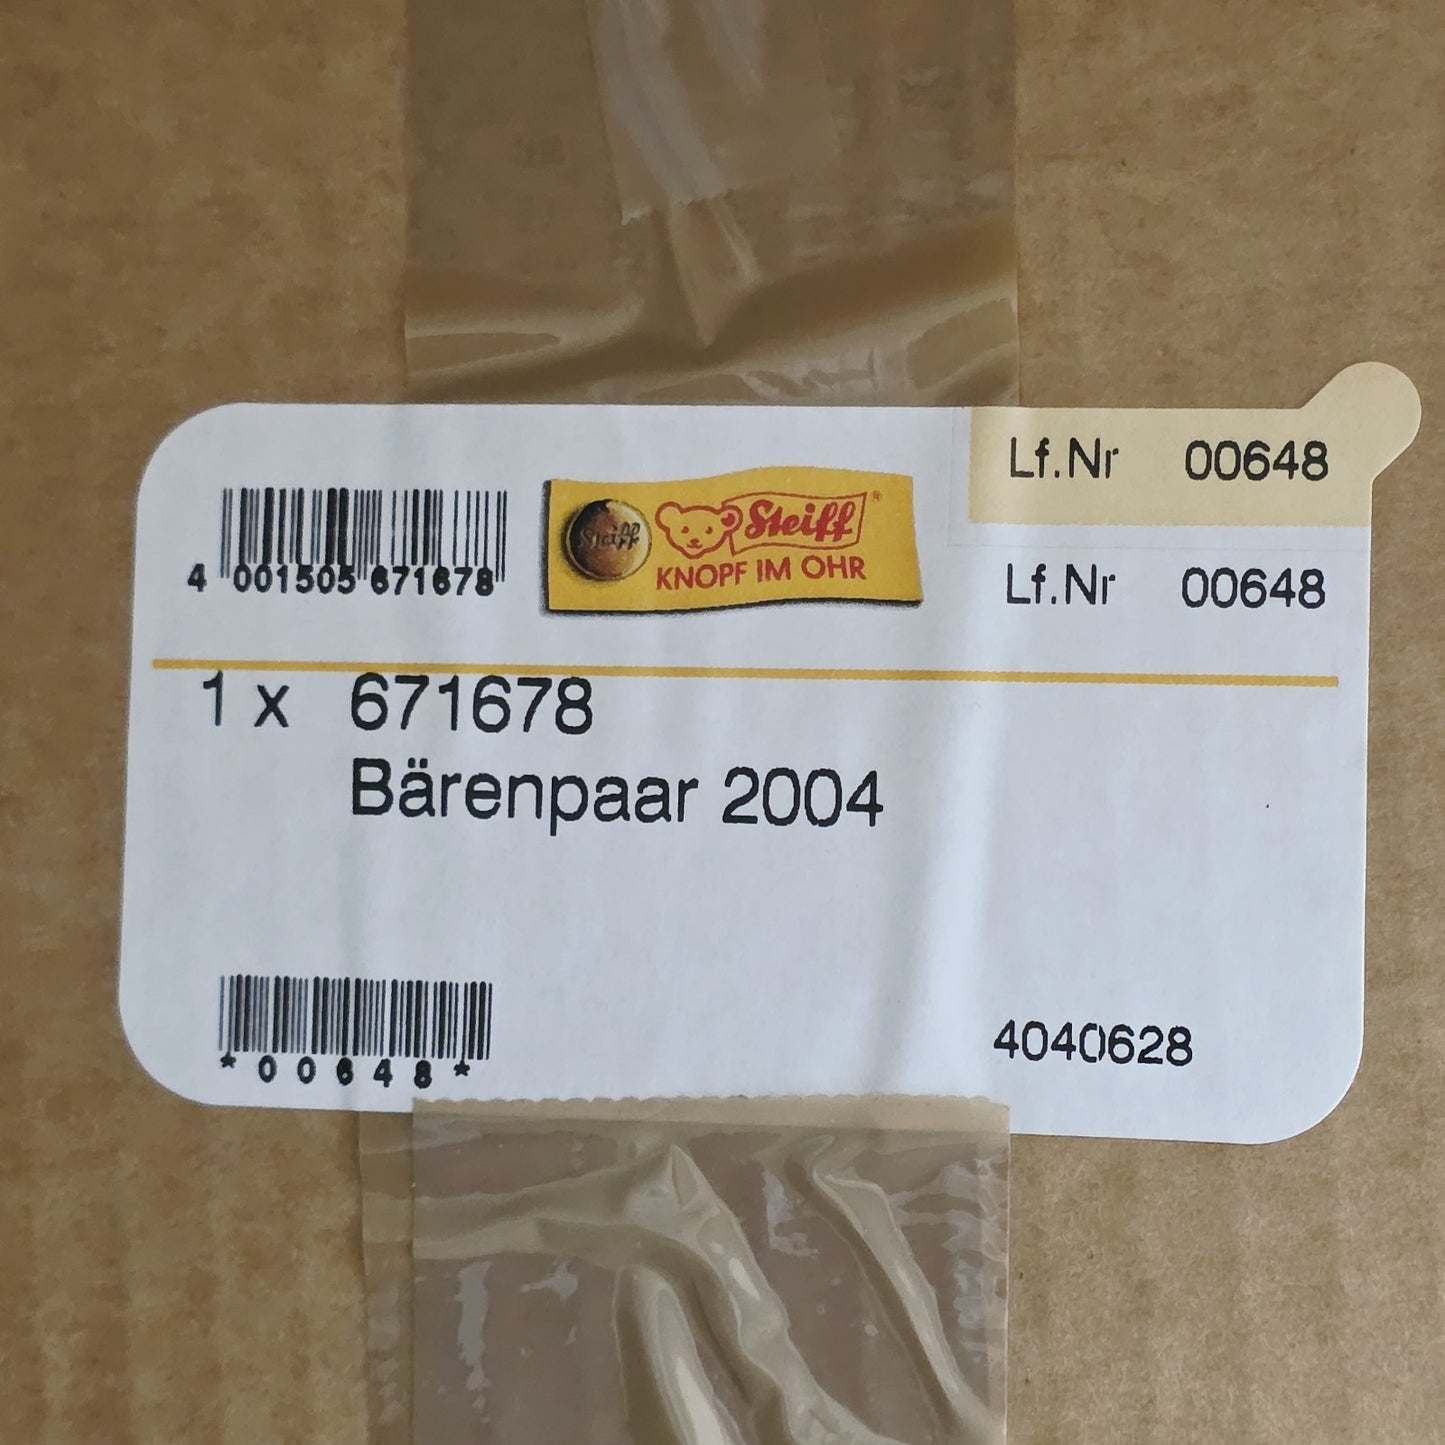 Lf.Nr 00648
4 001505 671678
Steiff
Steiff®
KNOPF IM OHR
Lf.Nr 00648
1 x 671678
Bärenpaar 2004
*00648*
4040628